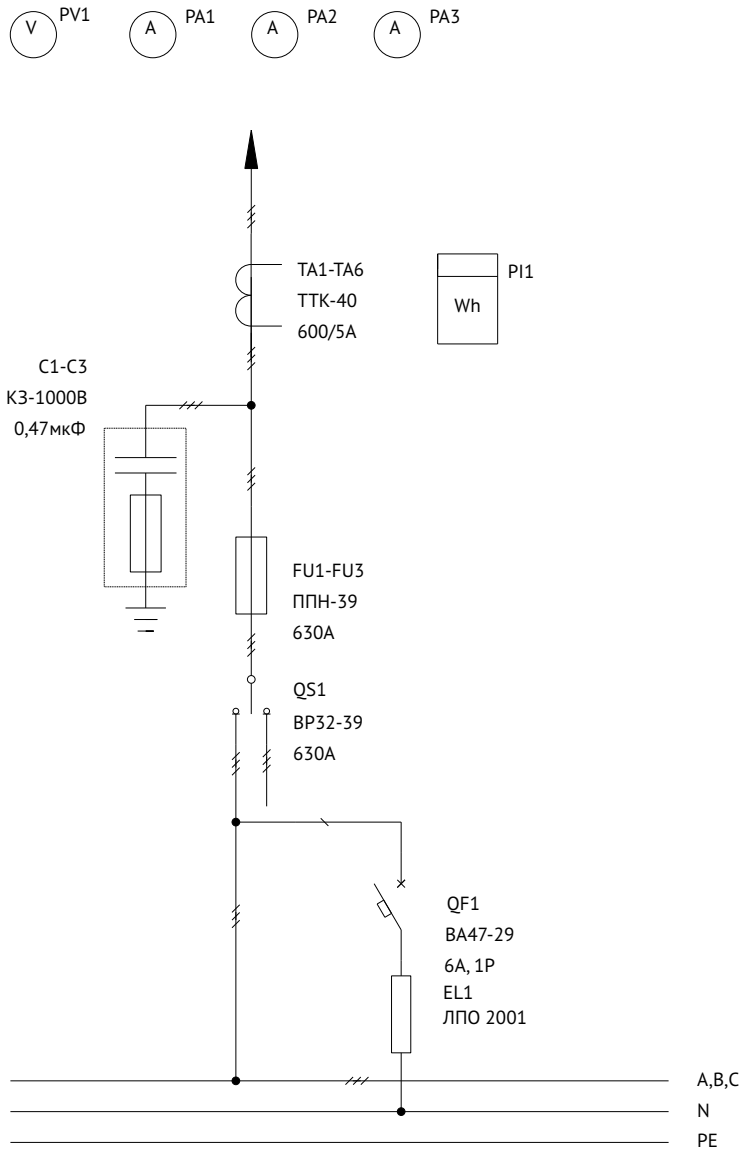 V PV1 A PA1 A PA2 A PA3
TA1-TA6
ТТК-40
600/5А
PI1
Wh
C1-C3
КЗ-1000В
0,47мкФ
FU1-FU3
ППН-39
630А
QS1
ВР32-39
630А
QF1
ВА47-29
6А, 1Р
EL1
ЛПО 2001
A,B,C
N
PE